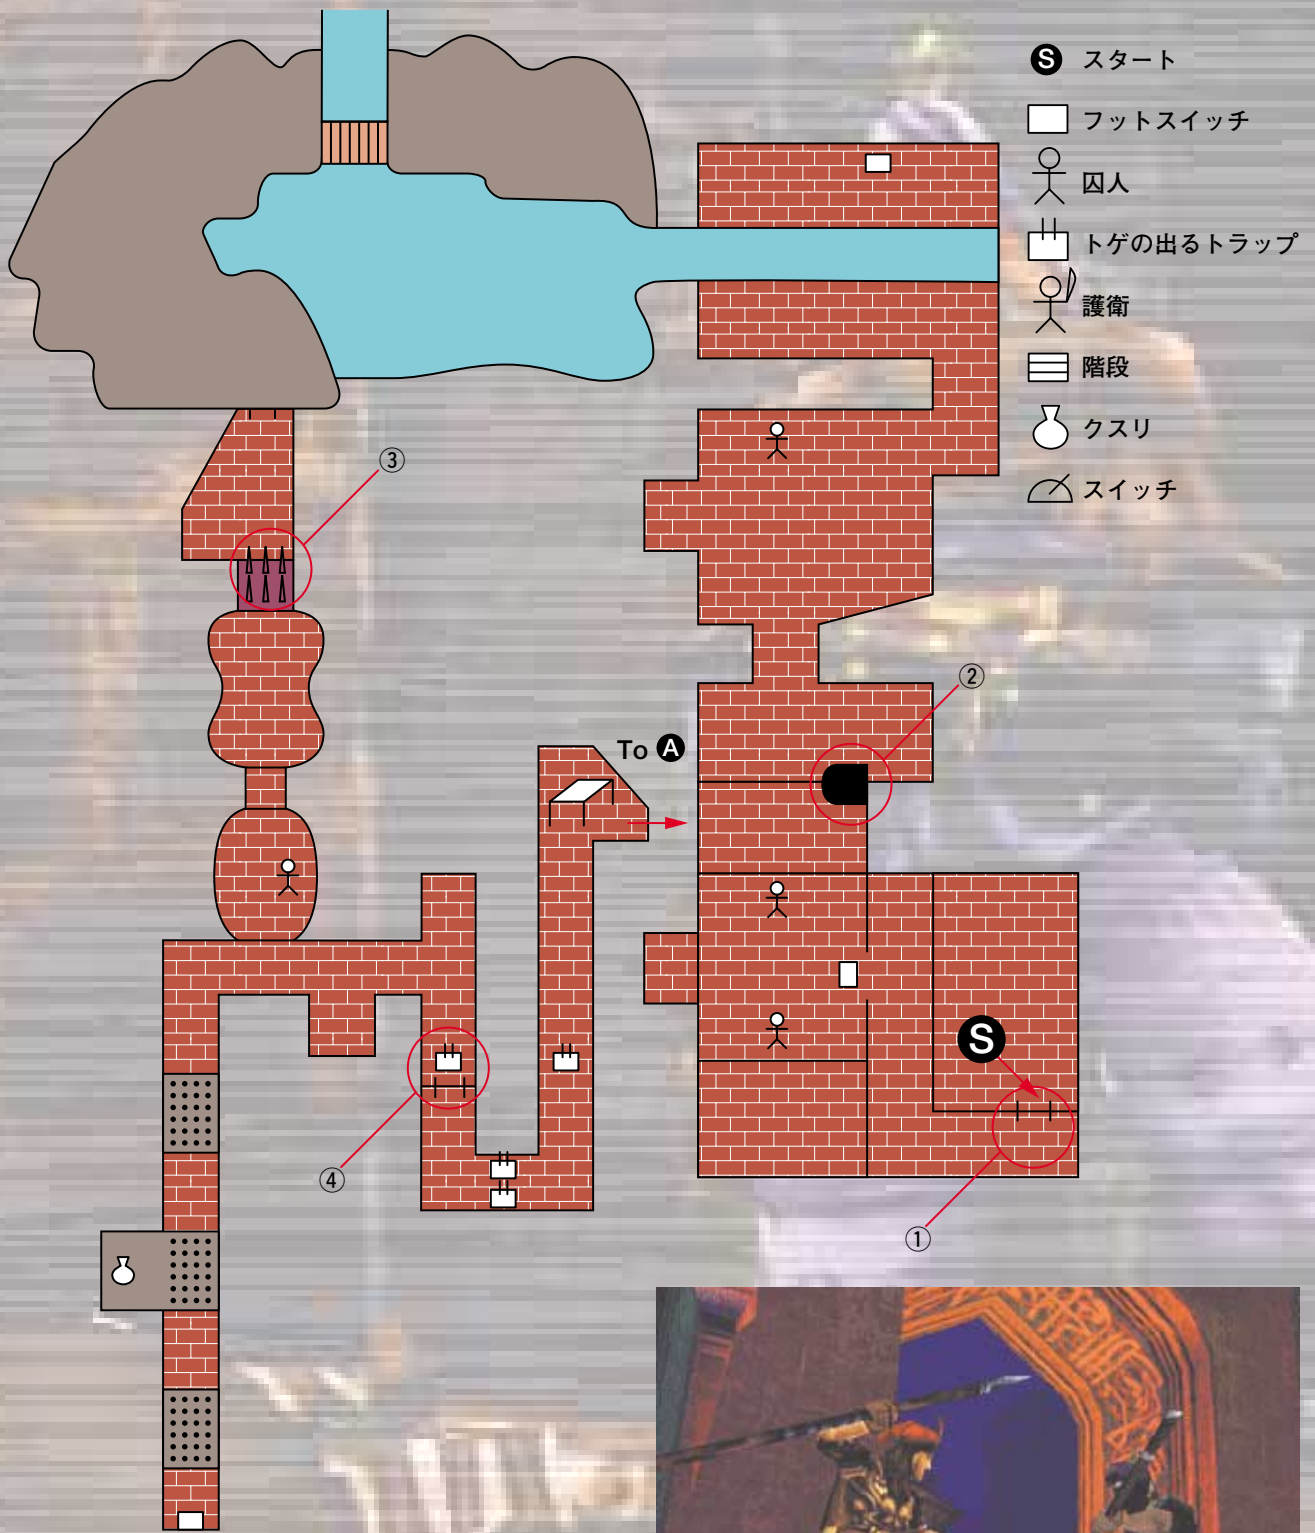 S スタート
フットスイッチ
囚人
トゲの出るトラップ
護衛
階段
クスリ
スイッチ
③
②
To A
S
④
①